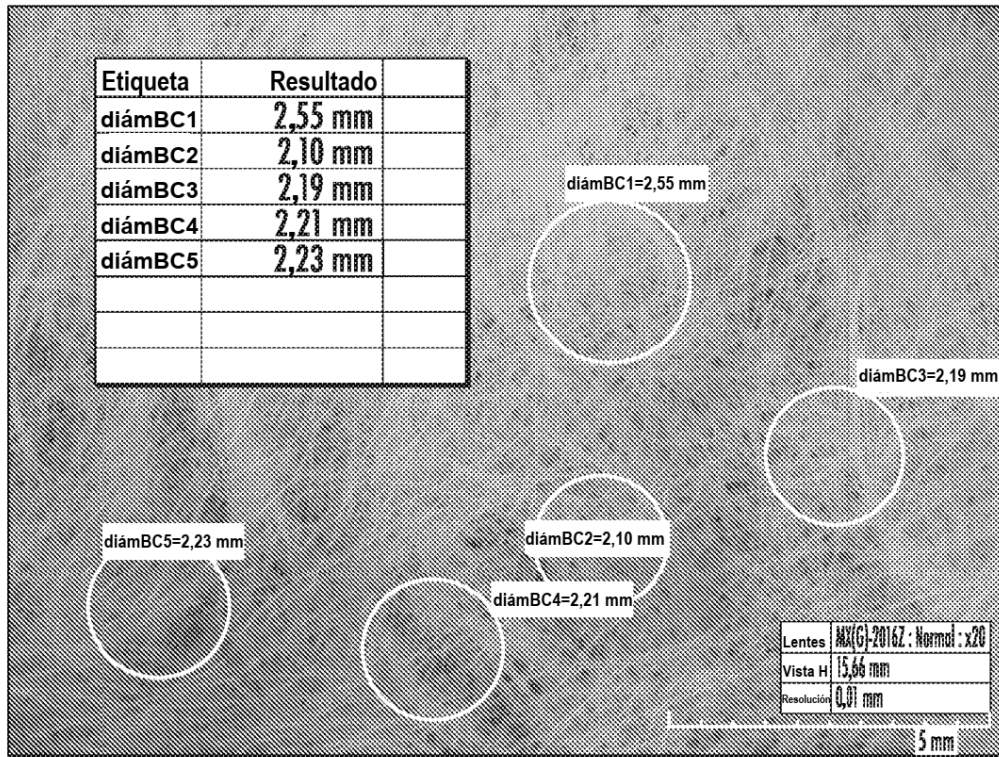 Etiqueta Resultado
diámBC1 2,55 mm
diámBC2 2,10 mm
diámBC3 2,19 mm
diámBC4 2,21 mm
diámBC5 2,23 mm
diámBC1=2,55 mm
diámBC3=2,19 mm
diámBC5=2,23 mm
diámBC2=2,10 mm
diámBC4=2,21 mm
Lentes MX(G)-2016Z : Normal : x20
Vista H 15,66 mm
Resolución 0,01 mm
5 mm